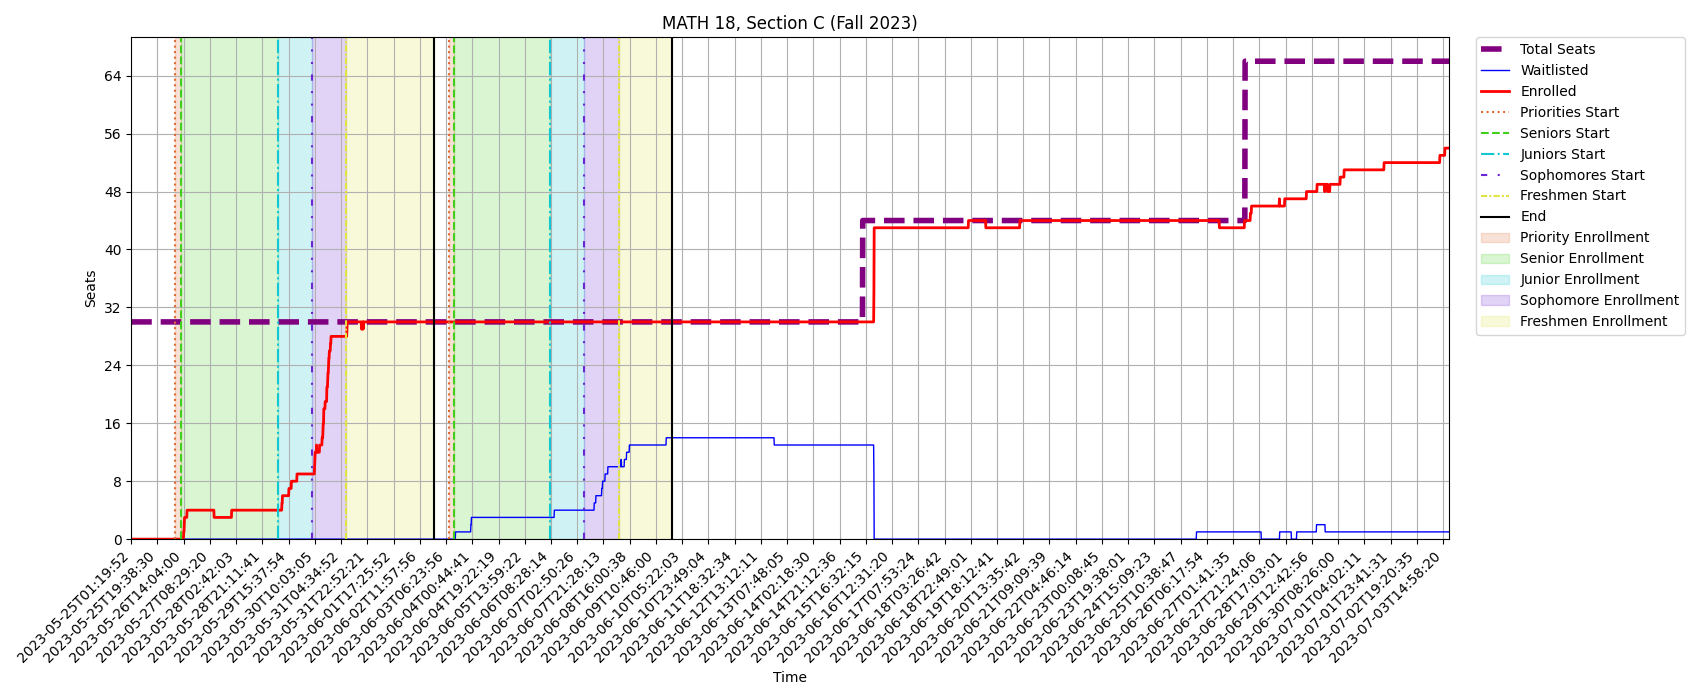 MATH 18, Section C (Fall 2023)
Total Seats
Waitlisted
Enrolled
Priorities Start
Seniors Start
Juniors Start
Sophomores Start
Freshmen Start
End
Priority Enrollment
Senior Enrollment
Junior Enrollment
Sophomore Enrollment
Freshmen Enrollment
Seats
64
56
48
40
32
24
16
8
0
2023-05-25T01:19:52
2023-05-25T19:38:30
2023-05-26T14:04:00
2023-05-27T08:29:20
2023-05-28T02:42:03
2023-05-28T21:11:41
2023-05-29T15:37:54
2023-05-30T10:03:05
2023-05-31T04:34:52
2023-05-31T22:52:21
2023-06-01T17:25:52
2023-06-02T11:57:56
2023-06-03T06:23:56
2023-06-04T00:44:41
2023-06-04T19:22:19
2023-06-05T13:59:22
2023-06-06T08:28:14
2023-06-07T02:50:26
2023-06-07T21:28:13
2023-06-08T16:00:38
2023-06-09T10:46:00
2023-06-10T05:22:03
2023-06-10T23:49:04
2023-06-11T18:32:34
2023-06-12T13:12:11
2023-06-13T07:48:05
2023-06-14T02:18:30
2023-06-14T21:12:36
2023-06-15T16:32:15
2023-06-16T12:31:20
2023-06-17T07:53:24
2023-06-18T03:26:42
2023-06-18T22:49:01
2023-06-19T18:12:41
2023-06-20T13:35:42
2023-06-21T09:09:39
2023-06-22T04:46:14
2023-06-23T00:08:45
2023-06-23T19:38:01
2023-06-24T15:09:23
2023-06-25T10:38:47
2023-06-26T06:17:54
2023-06-27T01:41:35
2023-06-27T21:24:06
2023-06-28T17:03:01
2023-06-29T12:42:56
2023-06-30T08:26:00
2023-07-01T04:02:11
2023-07-01T23:41:31
2023-07-02T19:20:35
2023-07-03T14:58:20
Time